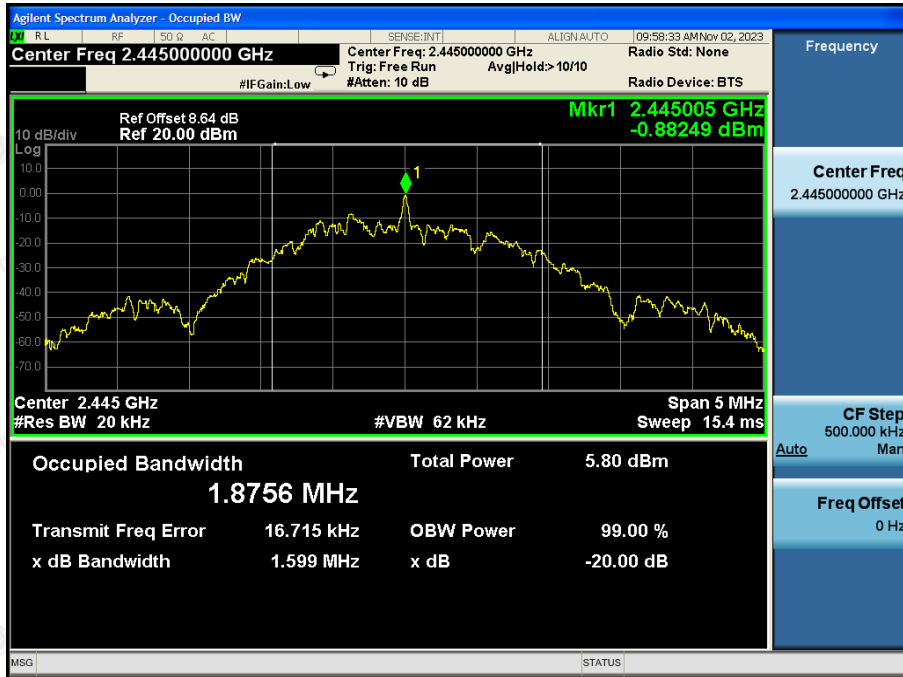 Agilent Spectrum Analyzer - Occupied BW
LXI RL RF 50 Ω AC SENSE:INT ALIGN AUTO 09:58:33 AM Nov 02, 2023
Center Freq 2.445000000 GHz Center Freq: 2.445000000 GHz Radio Std: None Frequency
Trig: Free Run Avg|Hold:> 10/10
#IFGain:Low #Atten: 10 dB Radio Device: BTS
Mkr1 2.445005 GHz
Ref Offset 8.64 dB
10 dB/div Ref 20.00 dBm -0.88249 dBm
Log
1
10.0
0.00
-10.0
-20.0
-30.0
-40.0
-50.0
-60.0
-70.0
Center Freq
2.445000000 GHz
Center 2.445 GHz Span 5 MHz
#Res BW 20 kHz #VBW 62 kHz Sweep 15.4 ms
CF Step
500.000 kHz
Auto Man
Occupied Bandwidth Total Power 5.80 dBm
1.8756 MHz
Transmit Freq Error 16.715 kHz OBW Power 99.00 %
x dB Bandwidth 1.599 MHz x dB -20.00 dB
Freq Offset
0 Hz
MSG STATUS